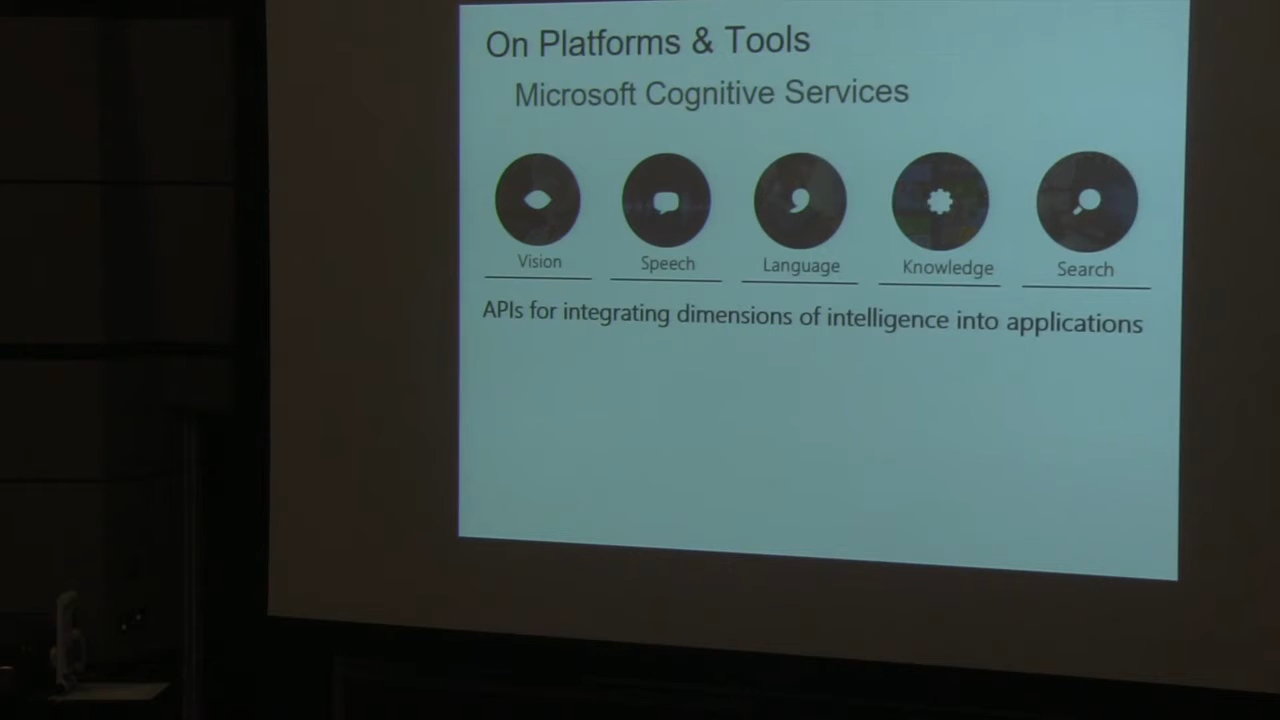 On Platforms & Tools
Microsoft Cognitive Services
Vision Speech Language Knowledge Search
APIs for integrating dimensions of intelligence into applications